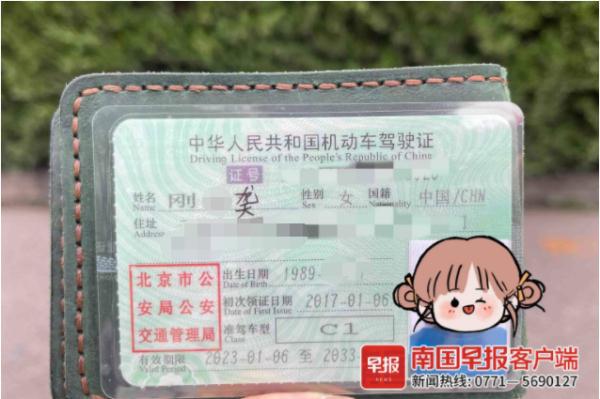 中华人民共和国机动车驾驶证
Driving License of the People's Republic of China
证号
姓名 刚 䶮 性别 女 国籍 中国/CHN
Name Sex Nationality
住址
Address
北京市公
安局公安
交通管理局
出生日期 1989-
Date of Birth
初次领证日期 2017-01-06
Date of First Issue
准驾车型 C1
Class
有效期限 2023-01-06 至 2033-
Valid Period
早报 南国早报客户端
NEWS 新闻热线: 0771—5690127